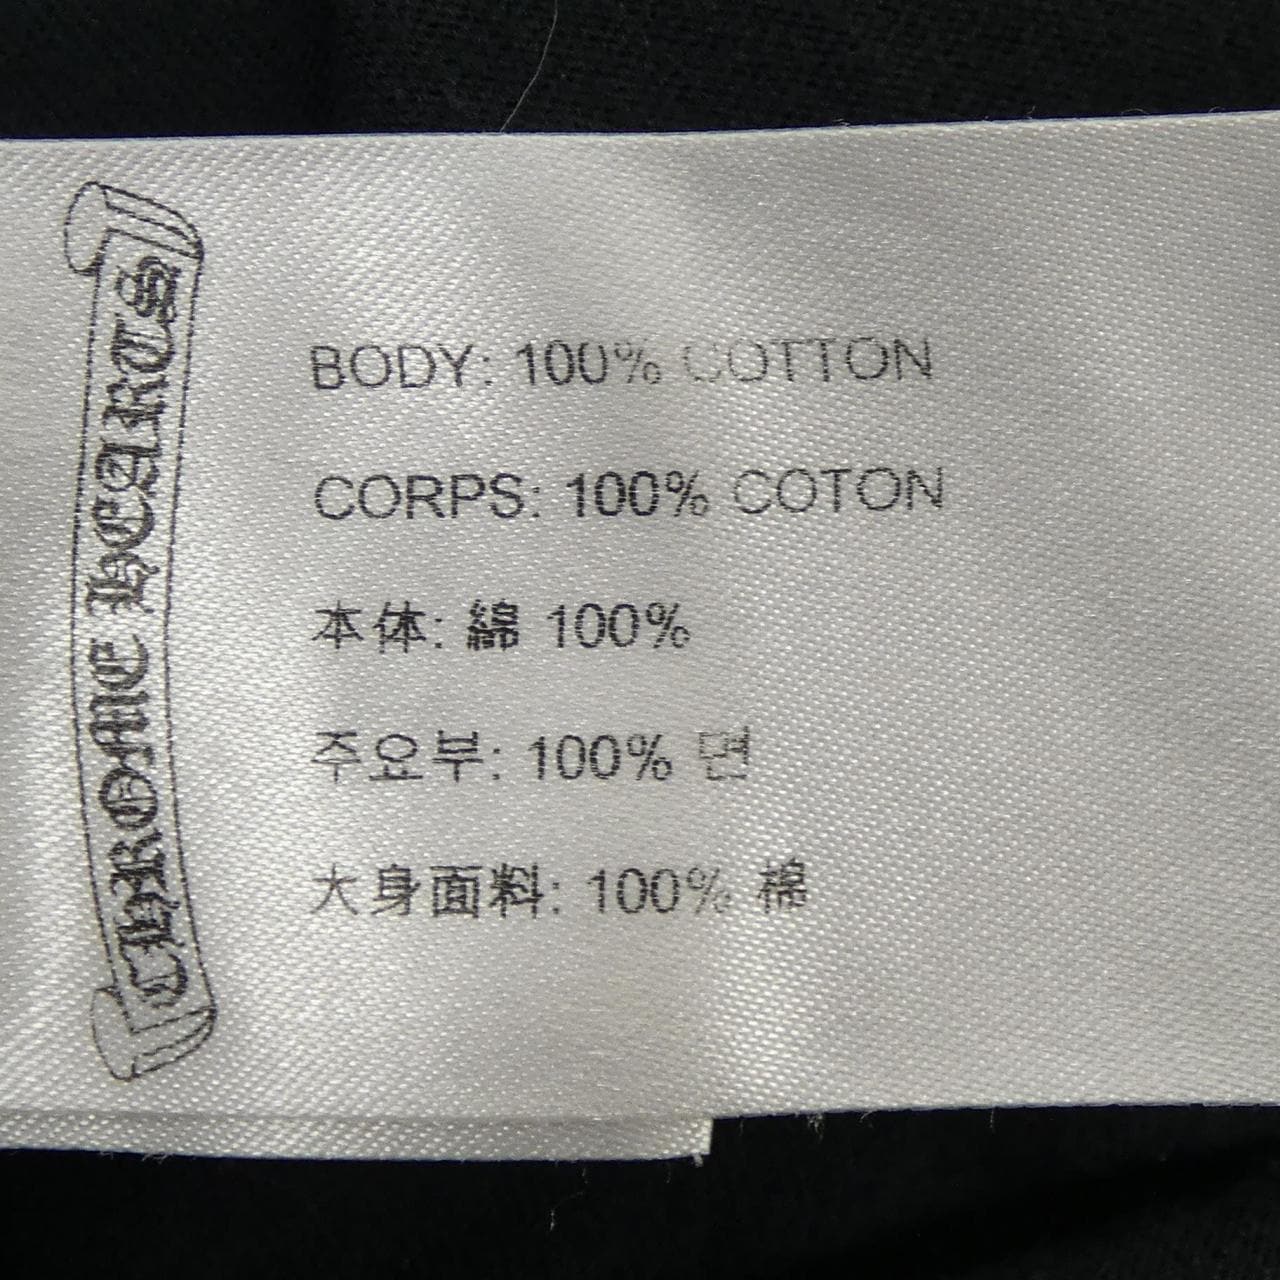 CHROME HEARTS
BODY: 100% COTTON
CORPS: 100% COTON
本体: 綿 100%
주요부: 100% 면
大身面料: 100% 棉